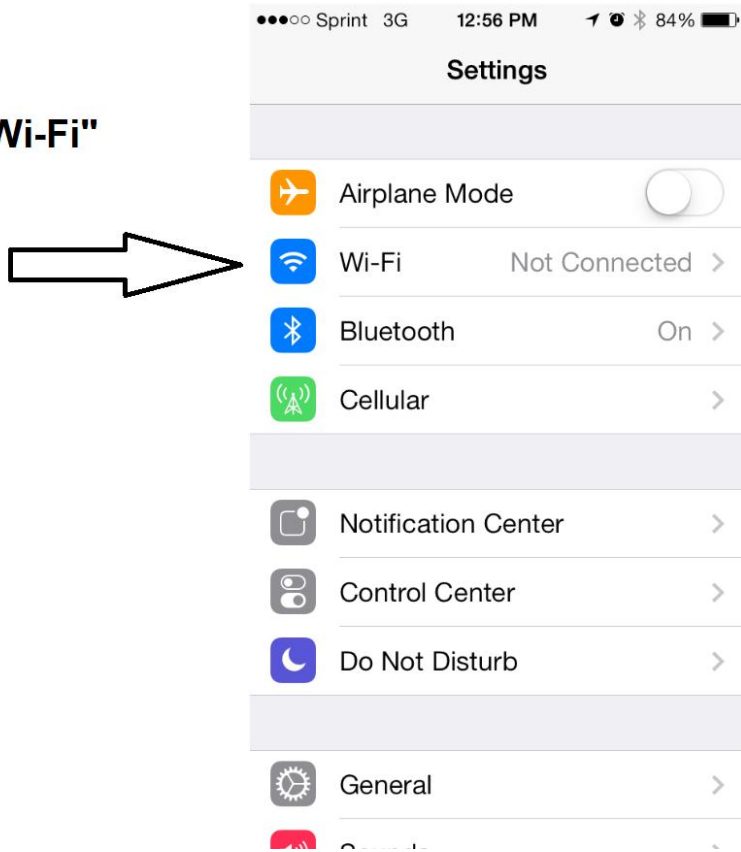 Sprint 3G 12:56 PM 84%
Settings
Wi-Fi"
Airplane Mode
Wi-Fi Not Connected
Bluetooth On
Cellular
Notification Center
Control Center
Do Not Disturb
General
Sounds